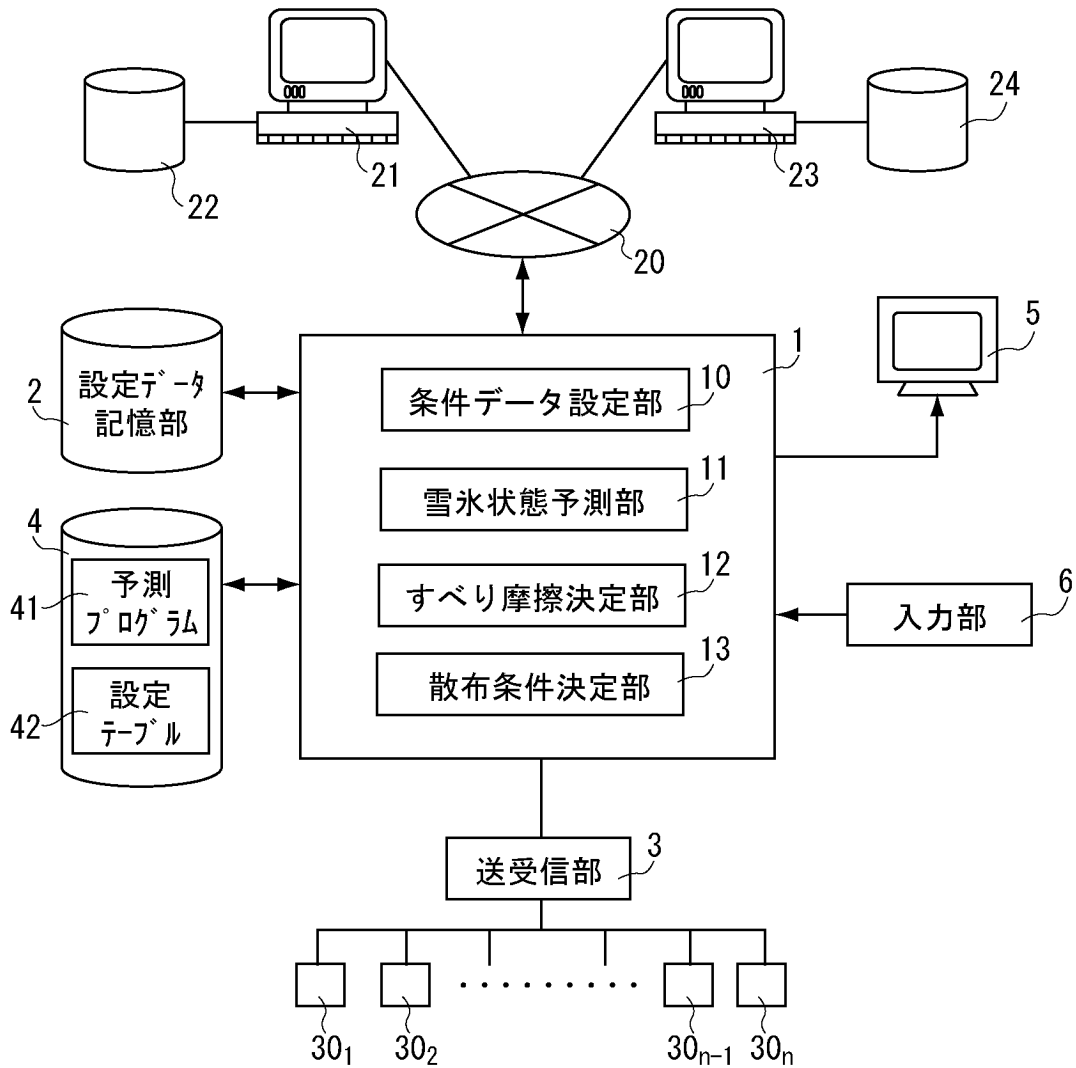 24
21
23
22
20
1
5
2
設定データ
記憶部
条件データ設定部
10
雪氷状態予測部
11
4
予測
プログラム
41
すべり摩擦決定部
12
6
入力部
設定
テーブル
42
散布条件決定部
13
送受信部
3
30₁
30₂
・・・・・・・・・
30ₙ₋₁
30ₙ